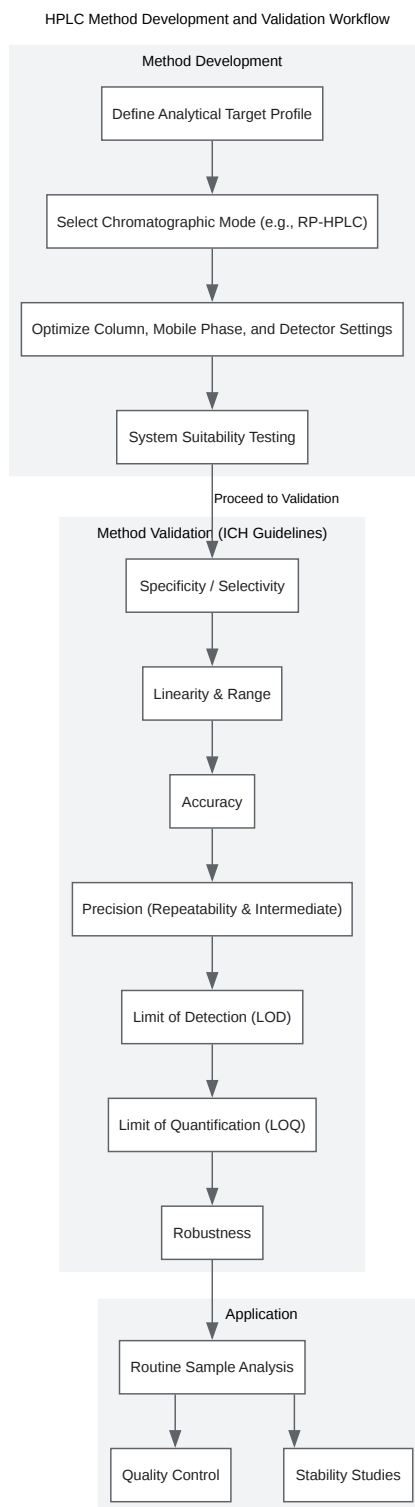 HPLC Method Development and Validation Workflow
Method Development
Define Analytical Target Profile
Select Chromatographic Mode (e.g., RP-HPLC)
Optimize Column, Mobile Phase, and Detector Settings
System Suitability Testing
Proceed to Validation
Method Validation (ICH Guidelines)
Specificity / Selectivity
Linearity & Range
Accuracy
Precision (Repeatability & Intermediate)
Limit of Detection (LOD)
Limit of Quantification (LOQ)
Robustness
Application
Routine Sample Analysis
Quality Control
Stability Studies